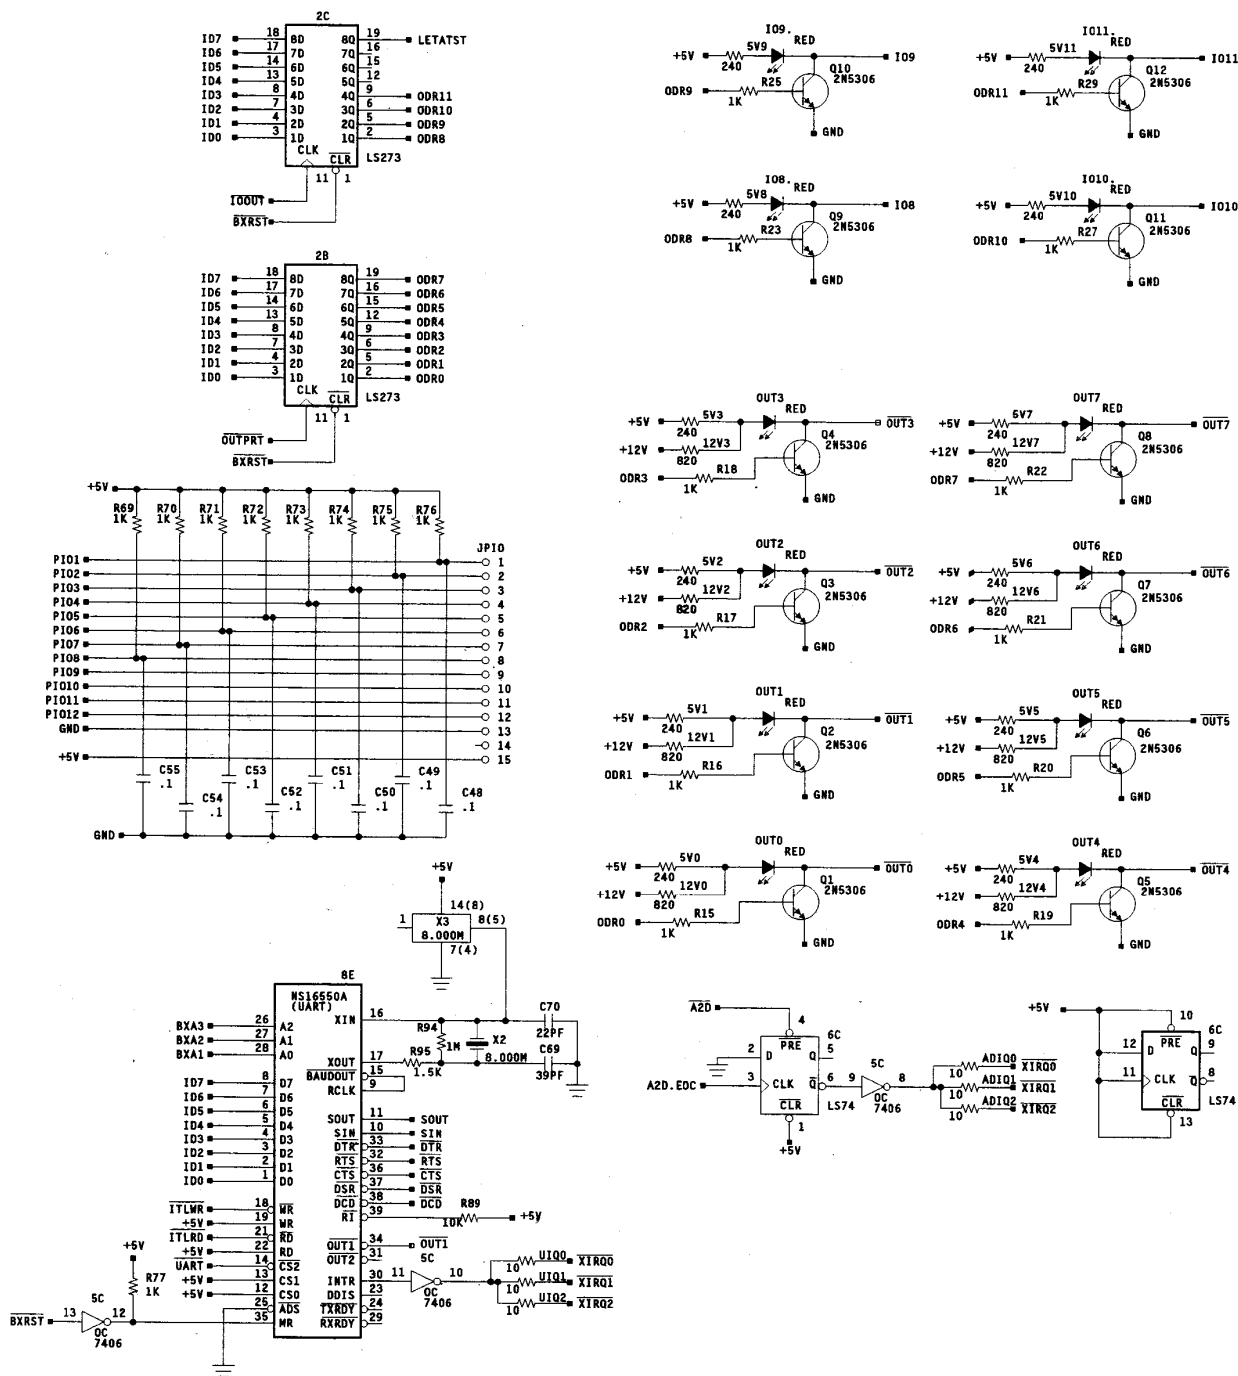 2C
ID7 18 8D 8Q 19 LETATST
ID6 17 7D 7Q 16
ID5 14 6D 6Q 15
ID4 13 5D 5Q 12
ID3 8 4D 4Q 9 ODR11
ID2 7 3D 3Q 6 ODR10
ID1 4 2D 2Q 5 ODR9
ID0 3 1D 1Q 2 ODR8
CLK CLR LS273
11 1
IOOUT
BXRST
2B
ID7 18 8D 8Q 19 ODR7
ID6 17 7D 7Q 16 ODR6
ID5 14 6D 6Q 15 ODR5
ID4 13 5D 5Q 12 ODR4
ID3 8 4D 4Q 9 ODR3
ID2 7 3D 3Q 6 ODR2
ID1 4 2D 2Q 5 ODR1
ID0 3 1D 1Q 2 ODR0
CLK CLR LS273
11 1
OUTPRT
BXRST
IO9. RED
+5V 240 5V9 IO9
Q10 2N5306
ODR9 1K R25
GND
IO11. RED
+5V 240 5V11 IO11
Q12 2N5306
ODR11 1K R29
GND
IO8. RED
+5V 240 5V8 IO8
Q9 2N5306
ODR8 1K R23
GND
IO10. RED
+5V 240 5V10 IO10
Q11 2N5306
ODR10 1K R27
GND
OUT3 RED
+5V 240 5V3 OUT3
+12V 820 12V3 Q4 2N5306
ODR3 1K R18
GND
OUT7 RED
+5V 240 5V7 OUT7
+12V 820 12V7 Q8 2N5306
ODR7 1K R22
GND
OUT2 RED
+5V 240 5V2 OUT2
+12V 820 12V2 Q3 2N5306
ODR2 1K R17
GND
OUT6 RED
+5V 240 5V6 OUT6
+12V 820 12V6 Q7 2N5306
ODR6 1K R21
GND
OUT1 RED
+5V 240 5V1 OUT1
+12V 820 12V1 Q2 2N5306
ODR1 1K R16
GND
OUT5 RED
+5V 240 5V5 OUT5
+12V 820 12V5 Q6 2N5306
ODR5 1K R20
GND
OUT0 RED
+5V 240 5V0 OUT0
+12V 820 12V0 Q1 2N5306
ODR0 1K R15
GND
OUT4 RED
+5V 240 5V4 OUT4
+12V 820 12V4 Q5 2N5306
ODR4 1K R19
GND
+5V
R69 R70 R71 R72 R73 R74 R75 R76
1K 1K 1K 1K 1K 1K 1K 1K
JPIO
PIO1 1
PIO2 2
PIO3 3
PIO4 4
PIO5 5
PIO6 6
PIO7 7
PIO8 8
PIO9 9
PIO10 10
PIO11 11
PIO12 12
GND 13
14
+5V 15
C55 .1 C53 .1 C51 .1 C49 .1
C54 .1 C52 .1 C50 .1 C48 .1
GND
+5V
14(8)
1 X3 8(5)
8.000M
7(4)
8E
NS16550A
(UART)
XIN 16
XOUT 17
BAUDOUT 15
RCLK 9
R94 1M
R95 1.5K
X2 8.000M
C70 22PF
C69 39PF
BXA3 26 A2
BXA2 27 A1
BXA1 28 A0
ID7 8 D7
ID6 7 D6
ID5 6 D5
ID4 5 D4
ID3 4 D3
ID2 3 D2
ID1 2 D1
ID0 1 D0
SOUT 11 SOUT
SIN 10 SIN
DTR 33 DTR
RTS 32 RTS
CTS 36 CTS
DSR 37 DSR
DCD 38 DCD
RI 39 10K R89 +5V
ITLWR 18 WR
+5V 19 WR
ITLRD 21 RD
+5V 22 RD
UART 14 CS2
+5V 13 CS1
+5V 12 CS0
25 ADS
35 MR
OUT1 34 OUT1
OUT2 31
INTR 30
DDIS 23
TXRDY 24
RXRDY 29
5C
11 10
OC
7406
10 UIQ0 XIRQ0
10 UIQ1 XIRQ1
10 UIQ2 XIRQ2
+5V
R77
1K
BXRST 13 5C 12
OC
7406
A2D
4 6C
PRE
2 D Q 5
A2D.EOC 3 CLK Q 6
CLR LS74
1
+5V
5C
9 8
OC
7406
10 ADIQ0 XIRQ0
10 ADIQ1 XIRQ1
10 ADIQ2 XIRQ2
+5V
10 6C
PRE
12 D Q 9
11 CLK Q 8
CLR LS74
13